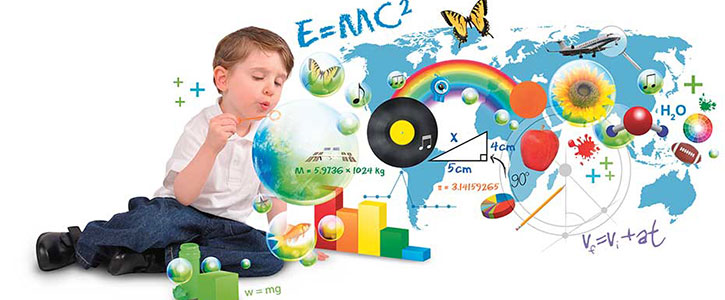 E=MC²
H₂O
X
4cm
5cm
M = 5.9736 × 1024 kg
π = 3.14159265
90°
v_f = v_i + at
w = mg